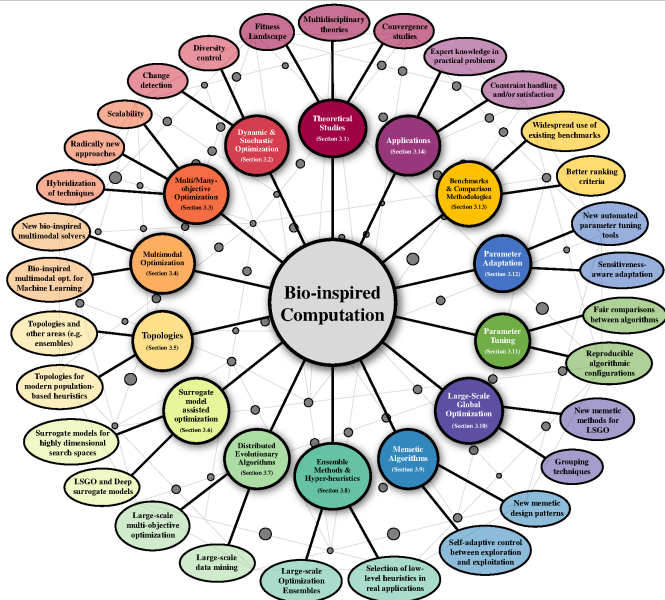 Bio-inspired
Computation
Theoretical
Studies
(Section 3.1)
Fitness
Landscape
Multidisciplinary
theories
Convergence
studies
Dynamic &
Stochastic
Optimization
(Section 3.2)
Diversity
control
Change
detection
Multi/Many-
objective
Optimization
(Section 3.3)
Scalability
Radically new
approaches
Hybridization
of techniques
Multimodal
Optimization
(Section 3.4)
New bio-inspired
multimodal solvers
Bio-inspired
multimodal opt. for
Machine Learning
Topologies
(Section 3.5)
Topologies and
other areas (e.g.
ensembles)
Topologies for
modern population-
based heuristics
Surrogate
model
assisted
optimization
(Section 3.6)
Surrogate models for
highly dimensional
search spaces
LSGO and Deep
surrogate models
Distributed
Evolutionary
Algorithms
(Section 3.7)
Large-scale
multi-objective
optimization
Large-scale
data mining
Ensemble
Methods &
Hyper-heuristics
(Section 3.8)
Large-scale
Optimization
Ensembles
Selection of low-
level heuristics in
real applications
Memetic
Algorithms
(Section 3.9)
Self-adaptive control
between exploration
and exploitation
New memetic
design patterns
Large-Scale
Global
Optimization
(Section 3.10)
Grouping
techniques
New memetic
methods for
LSGO
Parameter
Tuning
(Section 3.11)
Reproducible
algorithmic
configurations
Fair comparisons
between algorithms
Parameter
Adaptation
(Section 3.12)
Sensitiveness-
aware adaptation
New automated
parameter tuning
tools
Benchmarks
& Comparison
Methodologies
(Section 3.13)
Better ranking
criteria
Widespread use of
existing benchmarks
Applications
(Section 3.14)
Constraint handling
and/or satisfaction
Expert knowledge in
practical problems